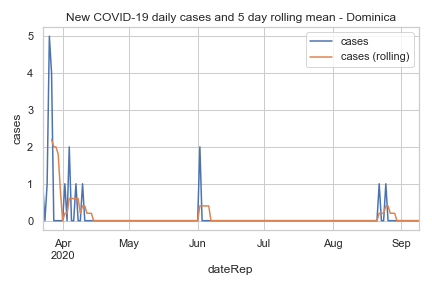 New COVID-19 daily cases and 5 day rolling mean - Dominica
cases
cases (rolling)
5
4
3
2
1
0
cases
Apr
2020
May
Jun
Jul
Aug
Sep
dateRep